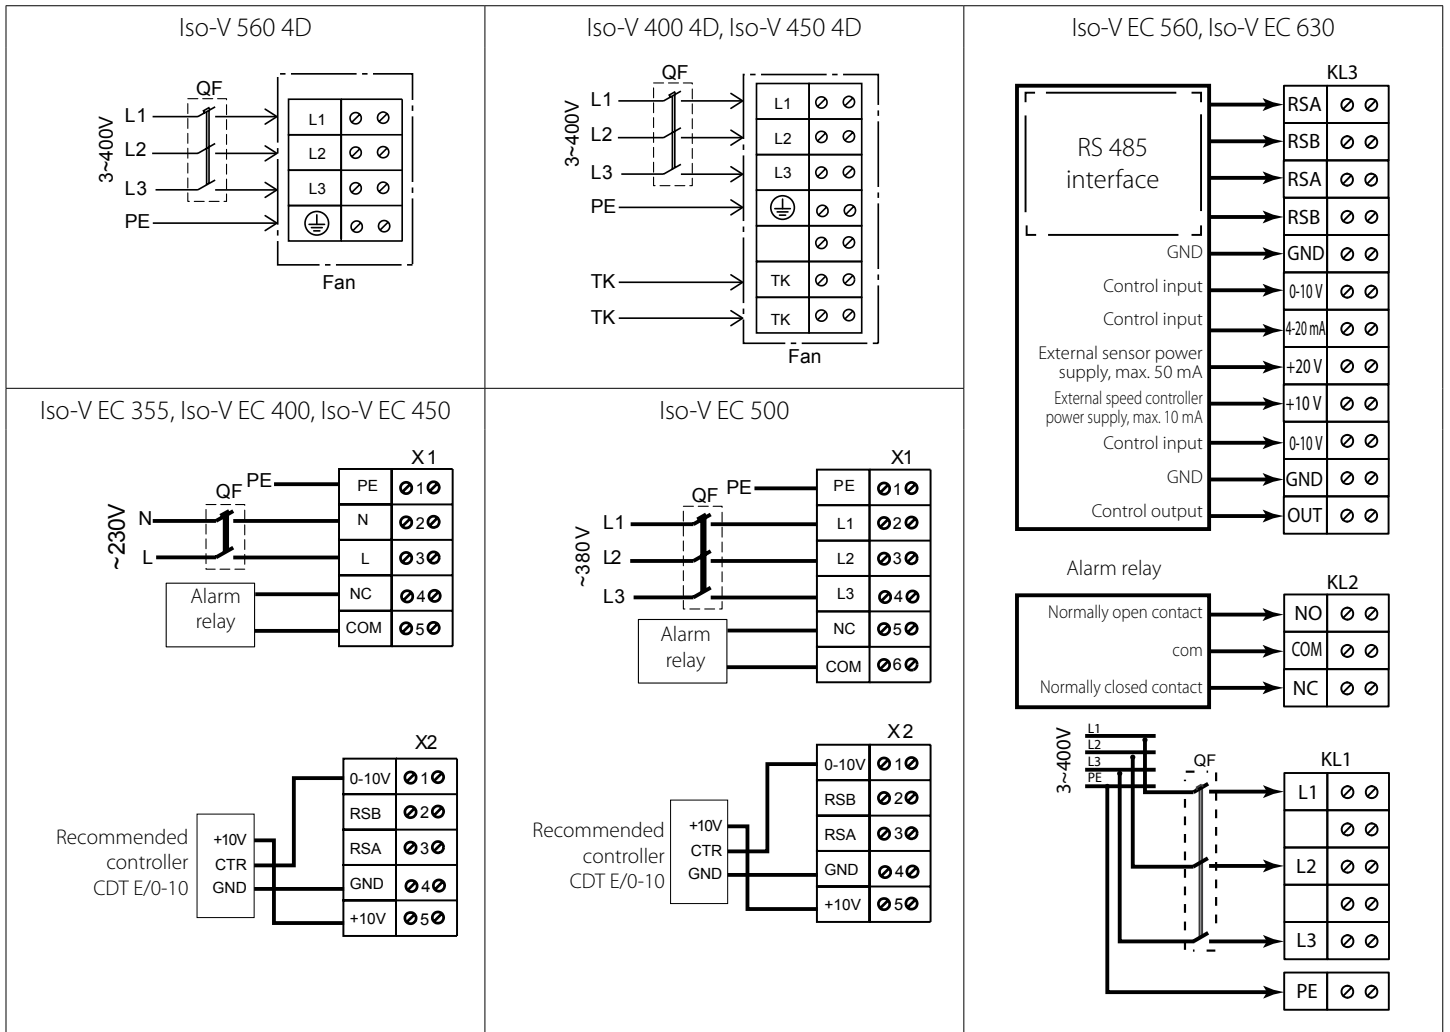 Iso-V 560 4D
QF
L1
L2
L3
PE
3~400V
L1
L2
L3
Fan
Iso-V 400 4D, Iso-V 450 4D
QF
L1
L2
L3
PE
TK
TK
3~400V
L1
L2
L3
TK
TK
Fan
Iso-V EC 355, Iso-V EC 400, Iso-V EC 450
X1
PE
QF
N
L
~230V
PE 1
N 2
L 3
NC 4
COM 5
Alarm
relay
X2
0-10V 1
RSB 2
RSA 3
GND 4
+10V 5
Recommended
controller
CDT E/0-10
+10V
CTR
GND
Iso-V EC 500
X1
PE
QF
L1
L2
L3
~380V
PE 1
L1 2
L2 3
L3 4
NC 5
COM 6
Alarm
relay
X2
0-10V 1
RSB 2
RSA 3
GND 4
+10V 5
Recommended
controller
CDT E/0-10
+10V
CTR
GND
Iso-V EC 560, Iso-V EC 630
KL3
RS 485
interface
RSA
RSB
RSA
RSB
GND GND
Control input 0-10 V
Control input 4-20 mA
External sensor power
supply, max. 50 mA
+20 V
External speed controller
power supply, max. 10 mA
+10 V
Control input 0-10 V
GND GND
Control output OUT
Alarm relay
KL2
Normally open contact NO
com COM
Normally closed contact NC
3~400V
L1
L2
L3
PE
QF
KL1
L1
L2
L3
PE